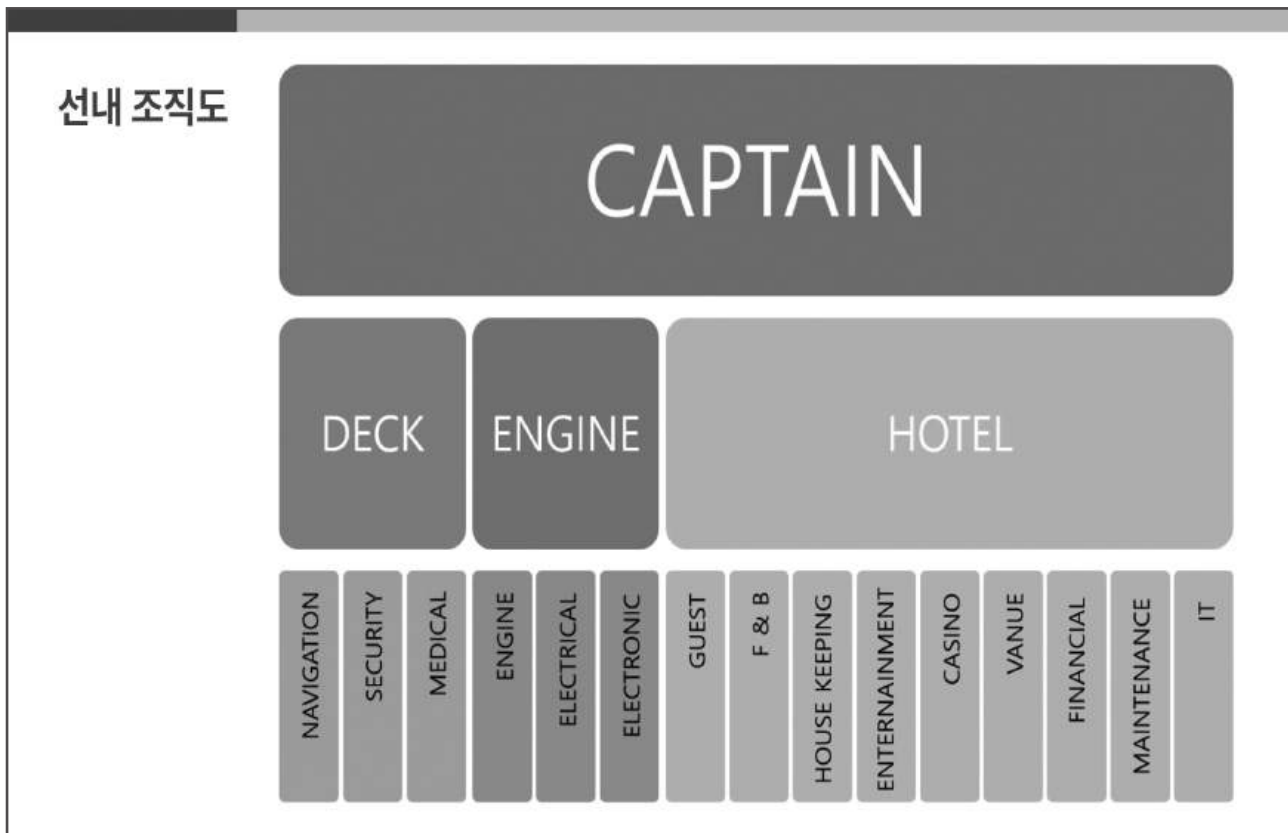 선내 조직도
CAPTAIN
DECK
ENGINE
HOTEL
NAVIGATION
SECURITY
MEDICAL
ENGINE
ELECTRICAL
ELECTRONIC
GUEST
F & B
HOUSE KEEPING
ENTERNAINMENT
CASINO
VANUE
FINANCIAL
MAINTENANCE
IT